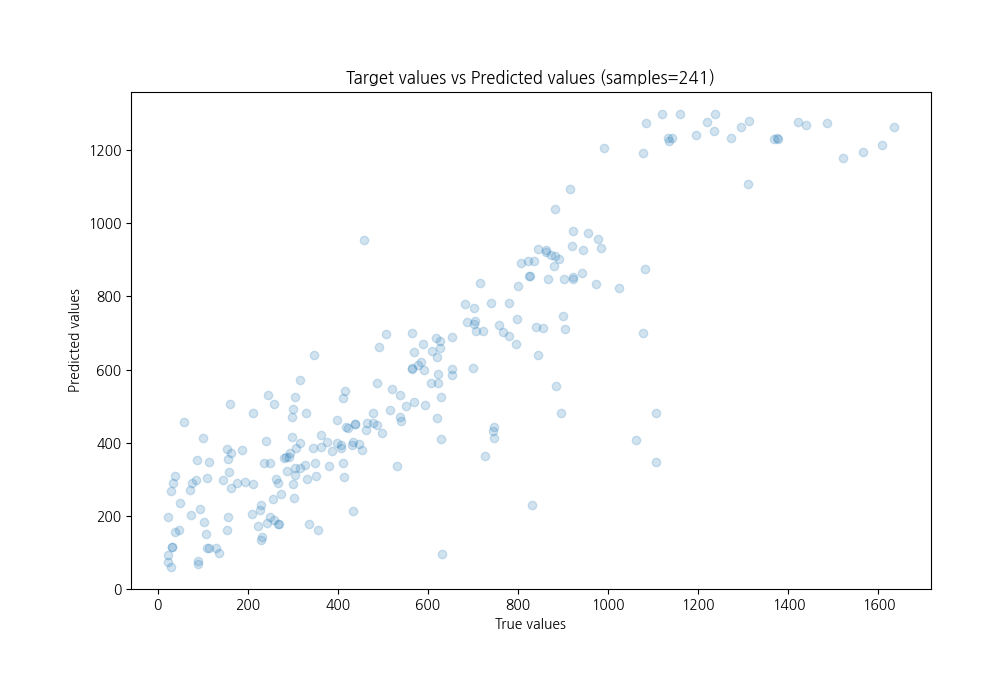 Target values vs Predicted values (samples=241)
Predicted values
1200
1000
800
600
400
200
0
0 200 400 600 800 1000 1200 1400 1600
True values